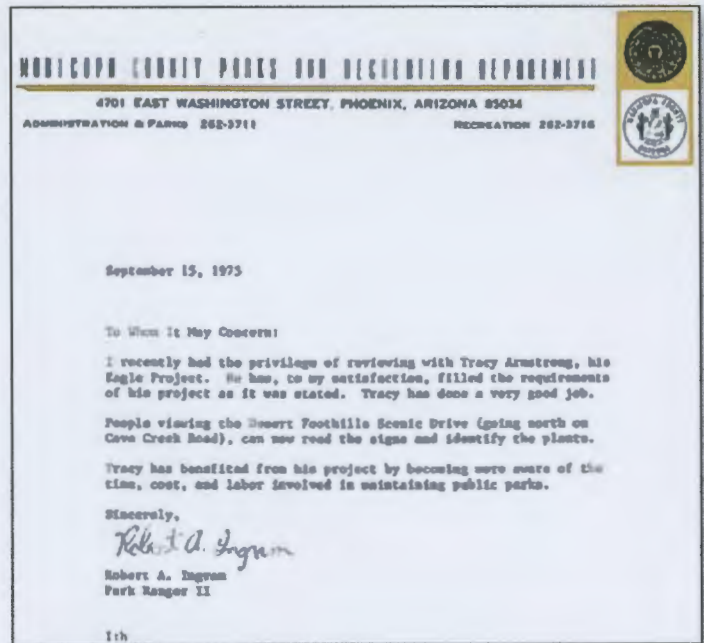 MARICOPA COUNTY PARKS AND RECREATION DEPARTMENT
4701 EAST WASHINGTON STREET, PHOENIX, ARIZONA 85034
ADMINISTRATION & PARKS 262-3711 RECREATION 262-3716
MARICOPA COUNTY
ARIZONA
September 15, 1973
To Whom It May Concern:
I recently had the privilege of reviewing with Tracy Armstrong, his
Eagle Project. He has, to my satisfaction, filled the requirements
of his project as it was stated. Tracy has done a very good job.
People viewing the Desert Foothills Scenic Drive (going north on
Cave Creek Road), can now read the signs and identify the plants.
Tracy has benefited from his project by becoming more aware of the
time, cost, and labor involved in maintaining public parks.
Sincerely,
Robert A. Ingram
Robert A. Ingram
Park Ranger II